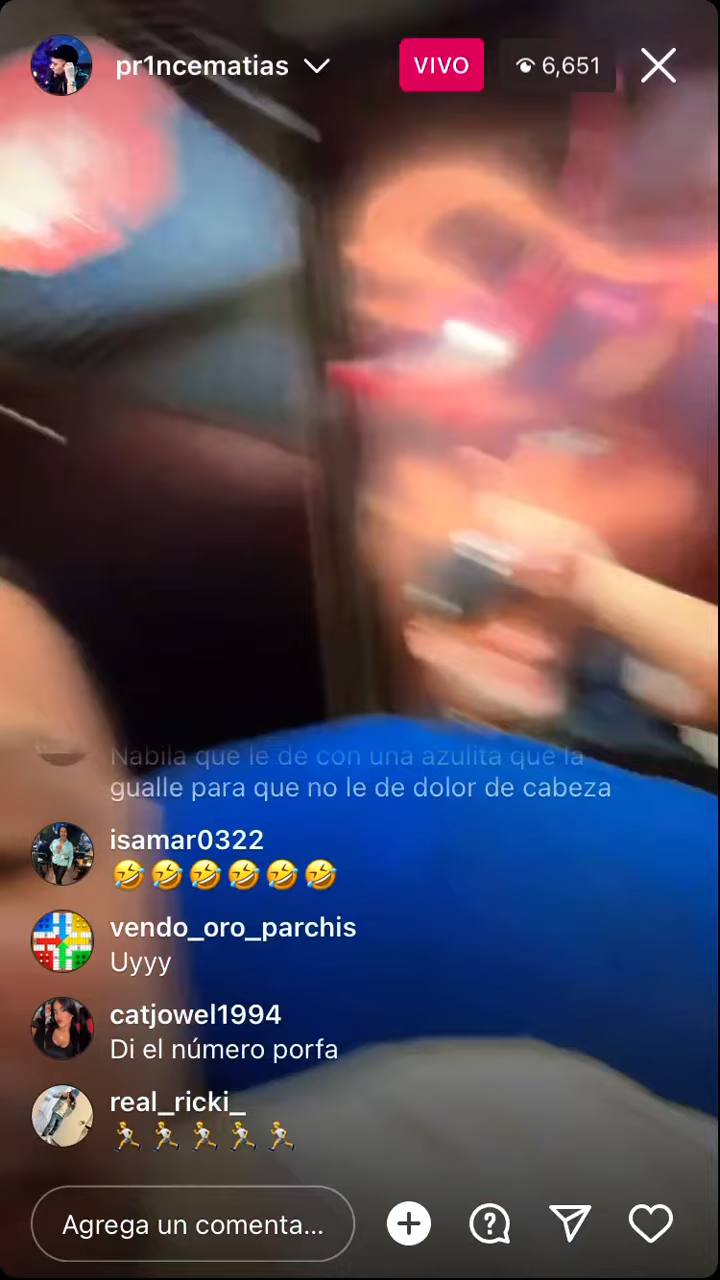 pr1ncematias
VIVO
6,651
Nabila que le dé con una azulita que la
gualle para que no le de dolor de cabeza
isamar0322
🤣🤣🤣🤣🤣🤣
vendo_oro_parchis
Uyyy
catjowel1994
Di el número porfa
real_ricki_
🏃🏃🏃🏃🏃
Agrega un comenta...